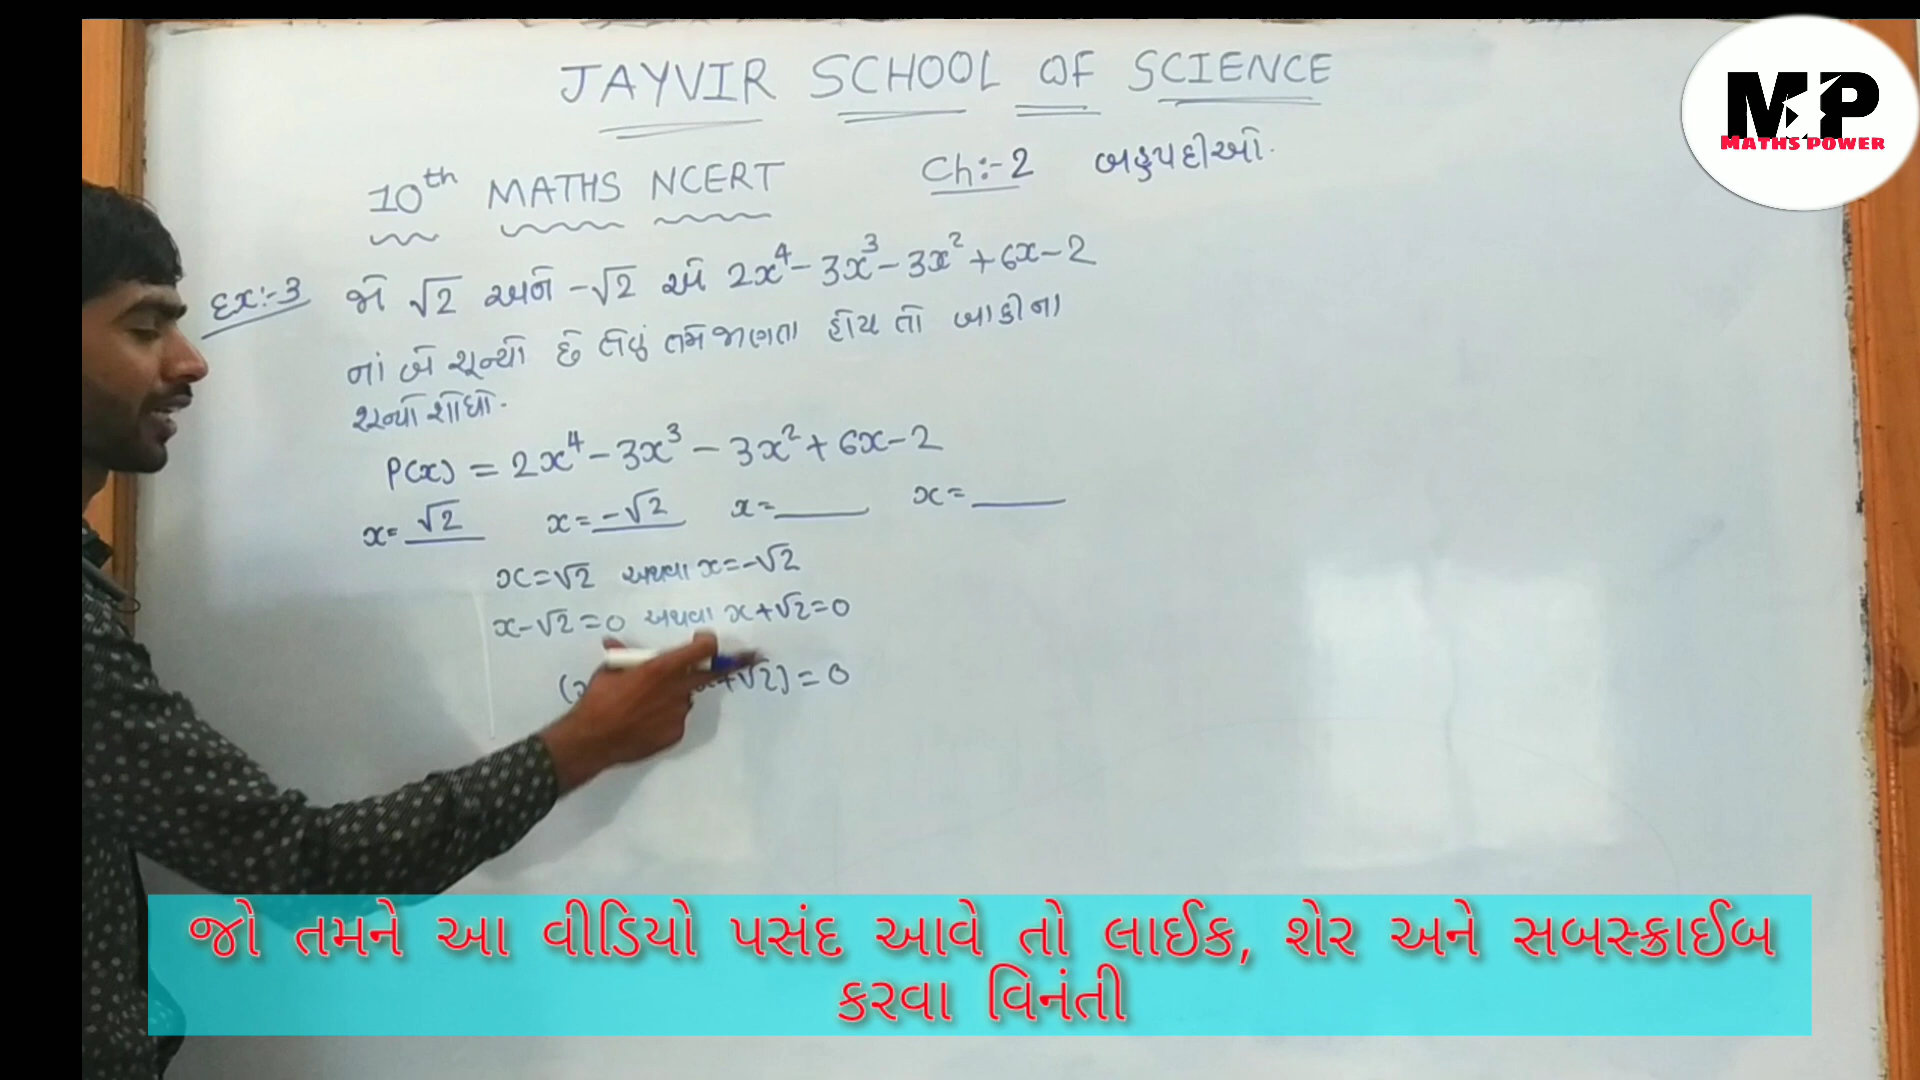 JAYVIR SCHOOL OF SCIENCE
MP
MATHS POWER
10th MATHS NCERT Ch:-2 બહુપદીઓ.
Ex:-3 જો √2 અને -√2 એ 2x⁴-3x³-3x²+6x-2
નાં બે શૂન્યો છે તેવું તમે જાણતા હોય તો બાકીના
શૂન્યો શોધો.
P(x) = 2x⁴-3x³-3x²+6x-2
x=√2 x=-√2 x=____ x=____
x=√2 અથવા x=-√2
x-√2=0 અથવા x+√2=0
+√2)=0
જો તમને આ વીડિયો પસંદ આવે તો લાઈક, શેર અને સબસ્ક્રાઈબ
કરવા વિનંતી